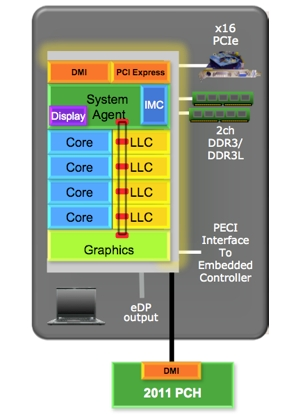 x16
PCIe
DMI
PCI Express
System
Agent
IMC
Display
2ch
DDR3/
DDR3L
Core
LLC
Core
LLC
Core
LLC
Core
LLC
Graphics
PECI
Interface
To
Embedded
Controller
eDP
output
DMI
2011 PCH